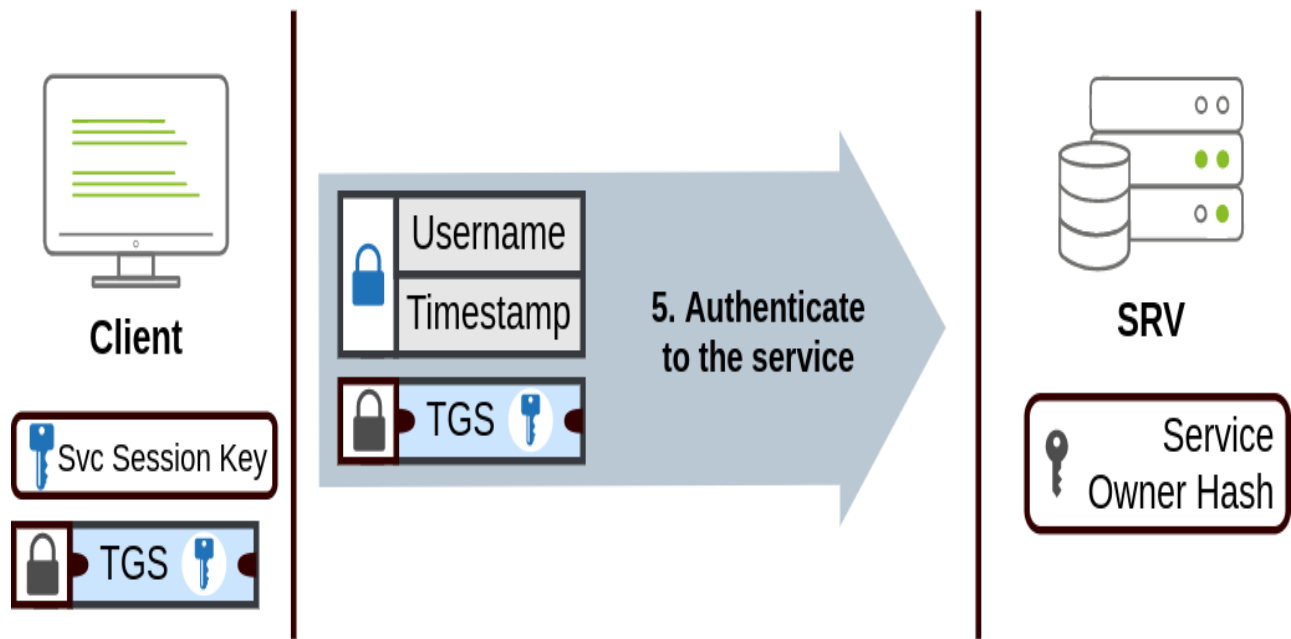 Client
Svc Session Key
TGS
Username
Timestamp
TGS
5. Authenticate
to the service
SRV
Service
Owner Hash